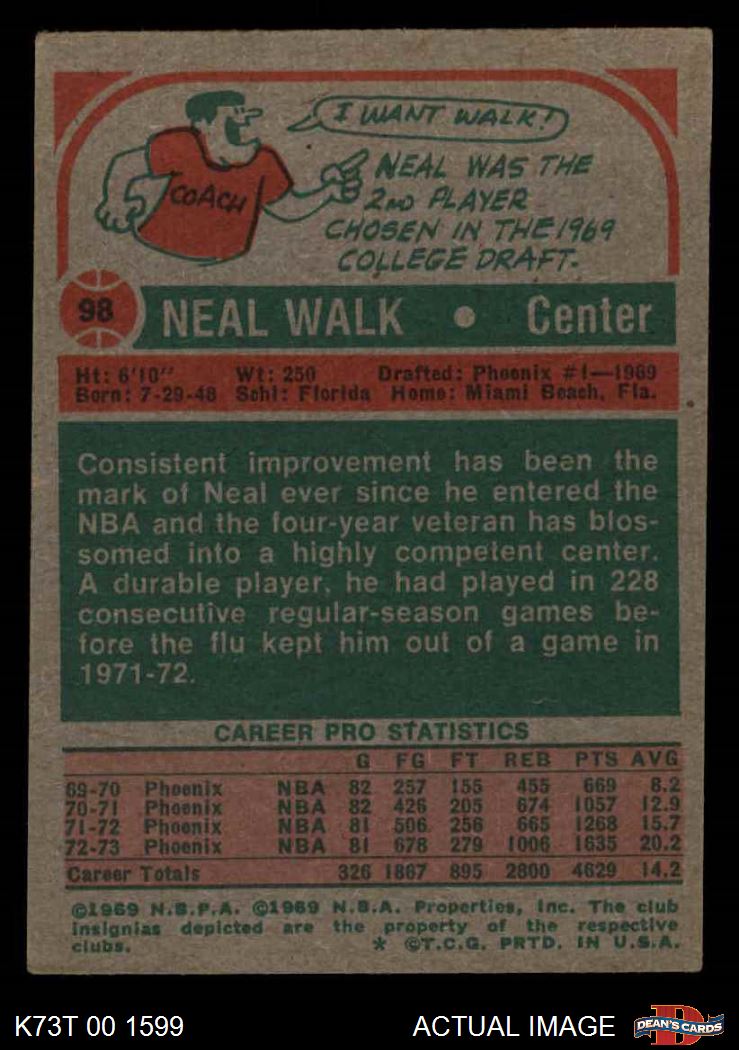 I WANT WALK!
NEAL WAS THE
2ND PLAYER
CHOSEN IN THE 1969
COLLEGE DRAFT.
COACH
98
NEAL WALK • Center
Ht: 6'10" Wt: 250 Drafted: Phoenix #1—1969
Born: 7-29-48 Schl: Florida Home: Miami Beach, Fla.
Consistent improvement has been the
mark of Neal ever since he entered the
NBA and the four-year veteran has blos-
somed into a highly competent center.
A durable player, he had played in 228
consecutive regular-season games be-
fore the flu kept him out of a game in
1971-72.
CAREER PRO STATISTICS
G FG FT REB PTS AVG
69-70 Phoenix NBA 82 257 155 455 669 8.2
70-71 Phoenix NBA 82 426 205 674 1057 12.9
71-72 Phoenix NBA 81 506 256 665 1268 15.7
72-73 Phoenix NBA 81 678 279 1006 1635 20.2
Career Totals 326 1867 895 2800 4629 14.2
©1969 N.B.P.A. ©1969 N.B.A. Properties, Inc. The club
insignias depicted are the property of the respective
clubs. * ©T.C.G. PRTD. IN U.S.A.
K73T 00 1599 ACTUAL IMAGE
D
DEAN'S CARDS